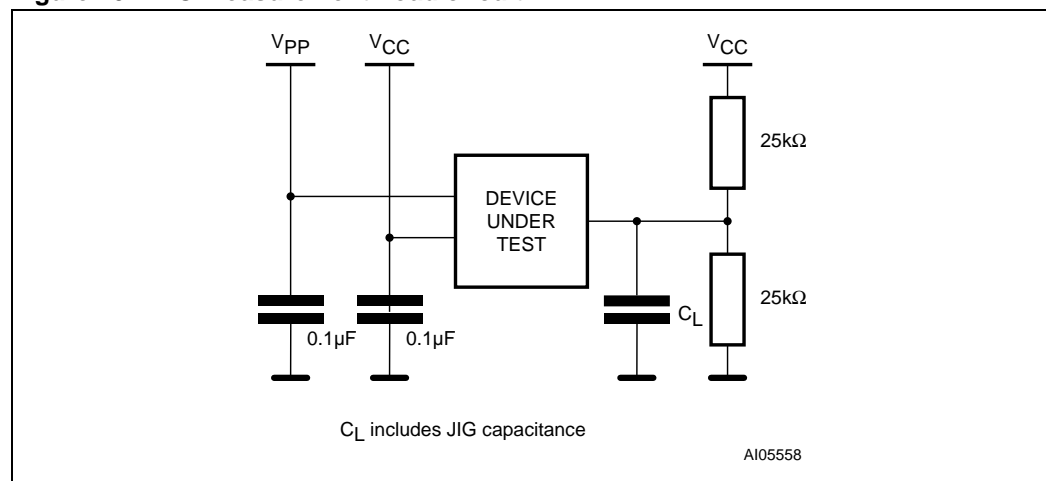 VPP
VCC
VCC
25kΩ
DEVICE
UNDER
TEST
25kΩ
CL
0.1µF
0.1µF
CL includes JIG capacitance
AI05558